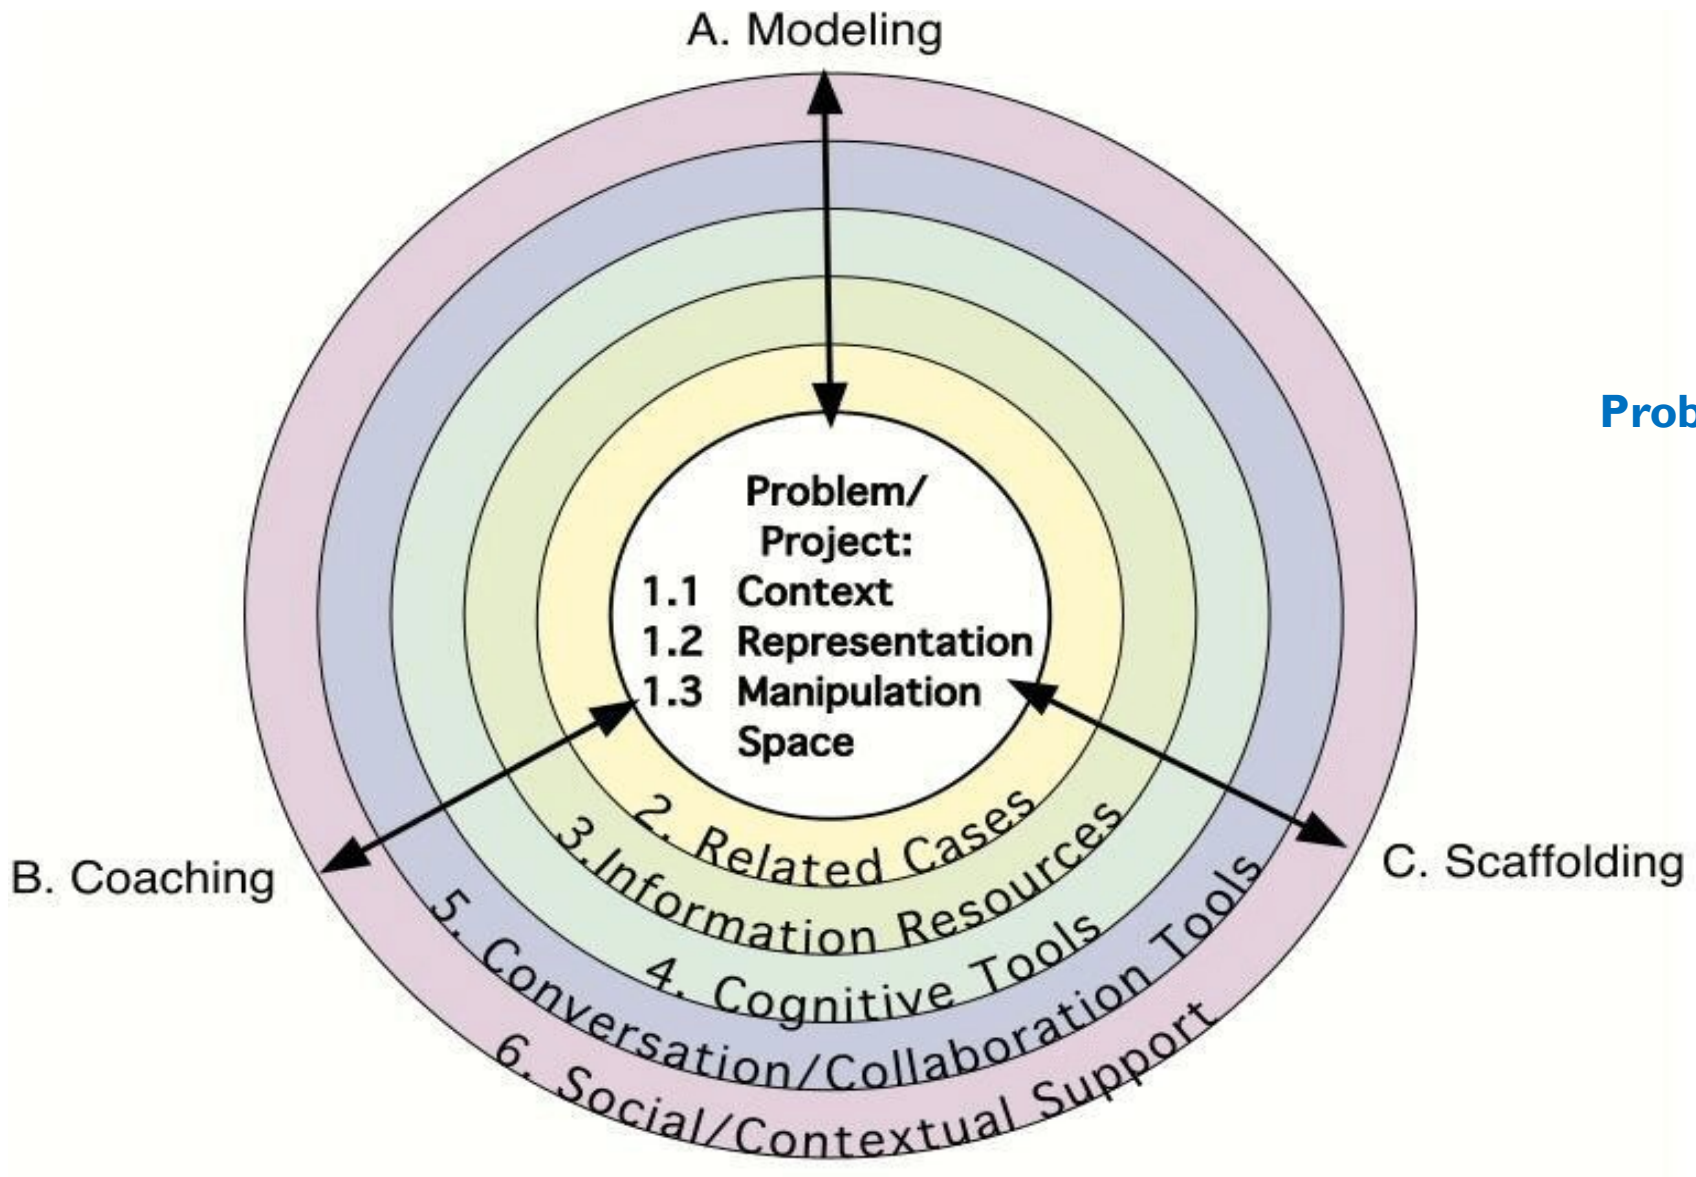 A. Modeling
Prob
Problem/
Project:
1.1 Context
1.2 Representation
1.3 Manipulation
Space
2. Related Cases
3. Information Resources
4. Cognitive Tools
5. Conversation/Collaboration Tools
6. Social/Contextual Support
B. Coaching
C. Scaffolding